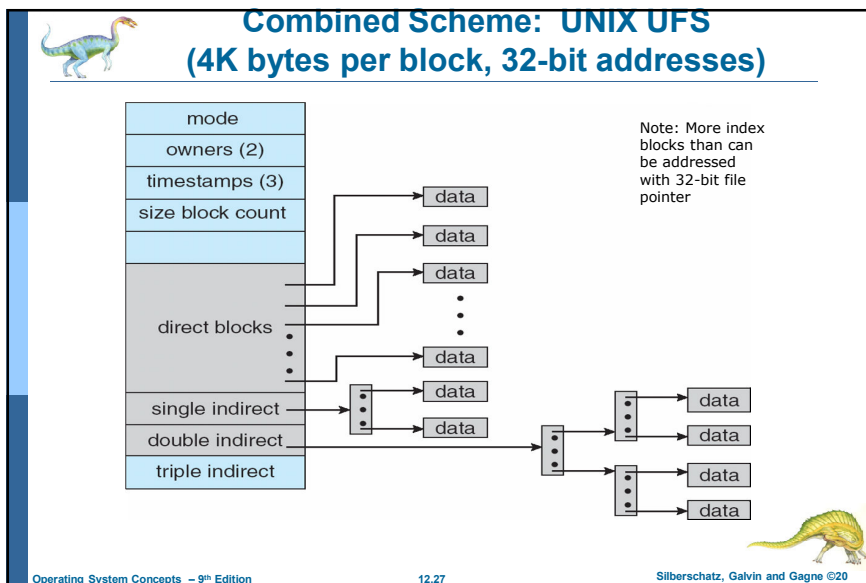 Combined Scheme: UNIX UFS
(4K bytes per block, 32-bit addresses)
mode
owners (2)
timestamps (3)
size block count
direct blocks
single indirect
double indirect
triple indirect
data
data
data
data
data
data
data
data
data
data
Note: More index
blocks than can
be addressed
with 32-bit file
pointer
Operating System Concepts – 9th Edition
12.27
Silberschatz, Galvin and Gagne ©20